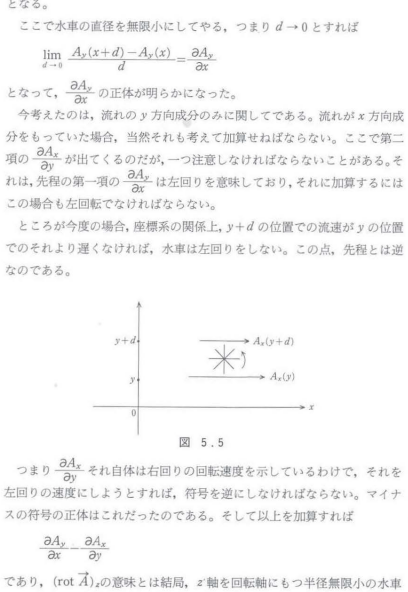 となる。
ここで水車の直径を無限小にしてやる，つまり d → 0 とすれば
lim_{d→0} \frac{A_y(x+d)-A_y(x)}{d} = \frac{∂A_y}{∂x}
となって，\frac{∂A_y}{∂x} の正体が明らかになった。
今考えたのは，流れの y 方向成分のみに関してである。流れが x 方向成
分をもっていた場合，当然それも考えて加算せねばならない。ここで第二
項の \frac{∂A_x}{∂y} が出てくるのだが，一つ注意しなければならないことがある。そ
れは，先程の第一項の \frac{∂A_y}{∂x} は左回りを意味しており，それに加算するには
この場合も左回転でなければならない。
ところが今度の場合，座標系の関係上，y+d の位置での流速が y の位置
でのそれより遅くなければ，水車は左回りをしない。この点，先程とは逆
なのである。
y+d
A_x(y+d)
y
A_x(y)
0
x
図 5.5
つまり \frac{∂A_x}{∂y} それ自体は右回りの回転速度を示しているわけで，それを
左回りの速度にしようとすれば，符号を逆にしなければならない。マイナ
スの符号の正体はこれだったのである。そして以上を加算すれば
\frac{∂A_y}{∂x} - \frac{∂A_x}{∂y}
であり，(rot \vec{A})_z の意味とは結局，z 軸を回転軸にもつ半径無限小の水車